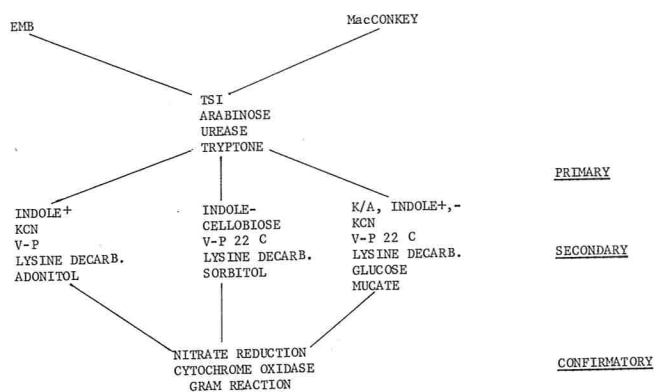 EMB
MacCONKEY
TSI
ARABINOSE
UREASE
TRYPTONE
PRIMARY
INDOLE+
KCN
V-P
LYSINE DECARB.
ADONITOL
INDOLE-
CELLOBIOSE
V-P 22 C
LYSINE DECARB.
SORBITOL
K/A, INDOLE+,-
KCN
V-P 22 C
LYSINE DECARB.
GLUCOSE
MUCATE
SECONDARY
NITRATE REDUCTION
CYTOCHROME OXIDASE
GRAM REACTION
CONFIRMATORY